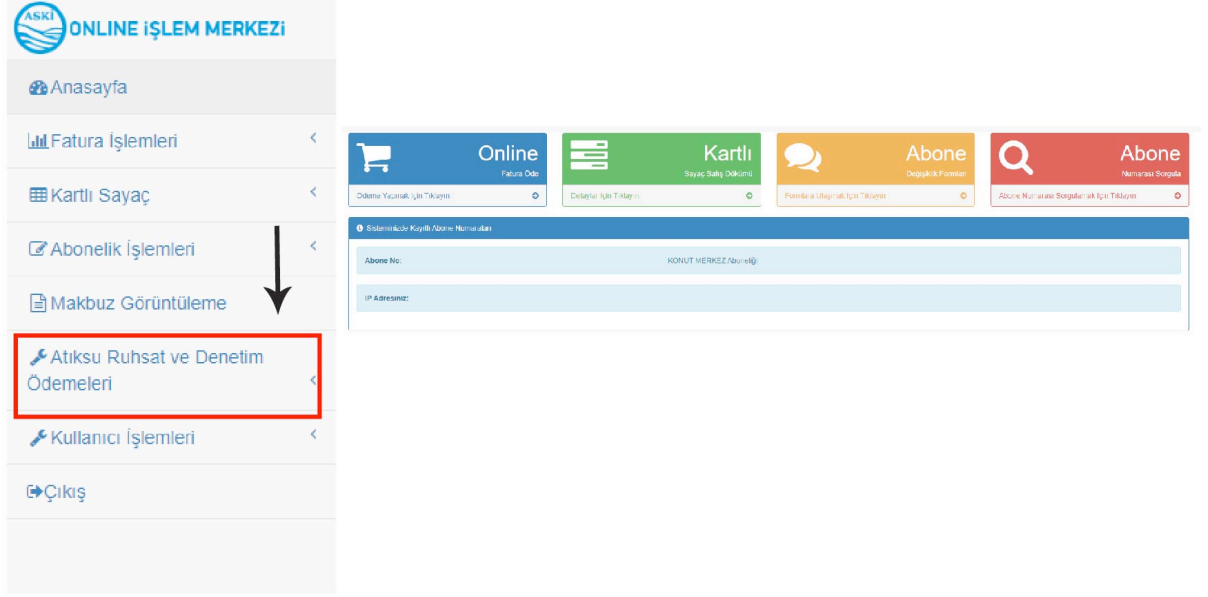 ASKİ
ONLINE İŞLEM MERKEZİ
Anasayfa
Fatura İşlemleri
Kartlı Sayaç
Abonelik İşlemleri
Makbuz Görüntüleme
Atıksu Ruhsat ve Denetim
Ödemeleri
Kullanıcı İşlemleri
Çıkış
Online
Fatura Öde
Ödeme Yapmak İçin Tıklayın
Kartlı
Sayaç Satış Dökümü
Detaylar İçin Tıklayın
Abone
Değişiklik Formları
Formlara Ulaşmak İçin Tıklayın
Abone
Numarası Sorgula
Abone Numarası Sorgulamak İçin Tıklayın
Sisteminizde Kayıtlı Abone Numaraları
Abone No:
KONUT MERKEZ Aboneliği
IP Adresiniz: